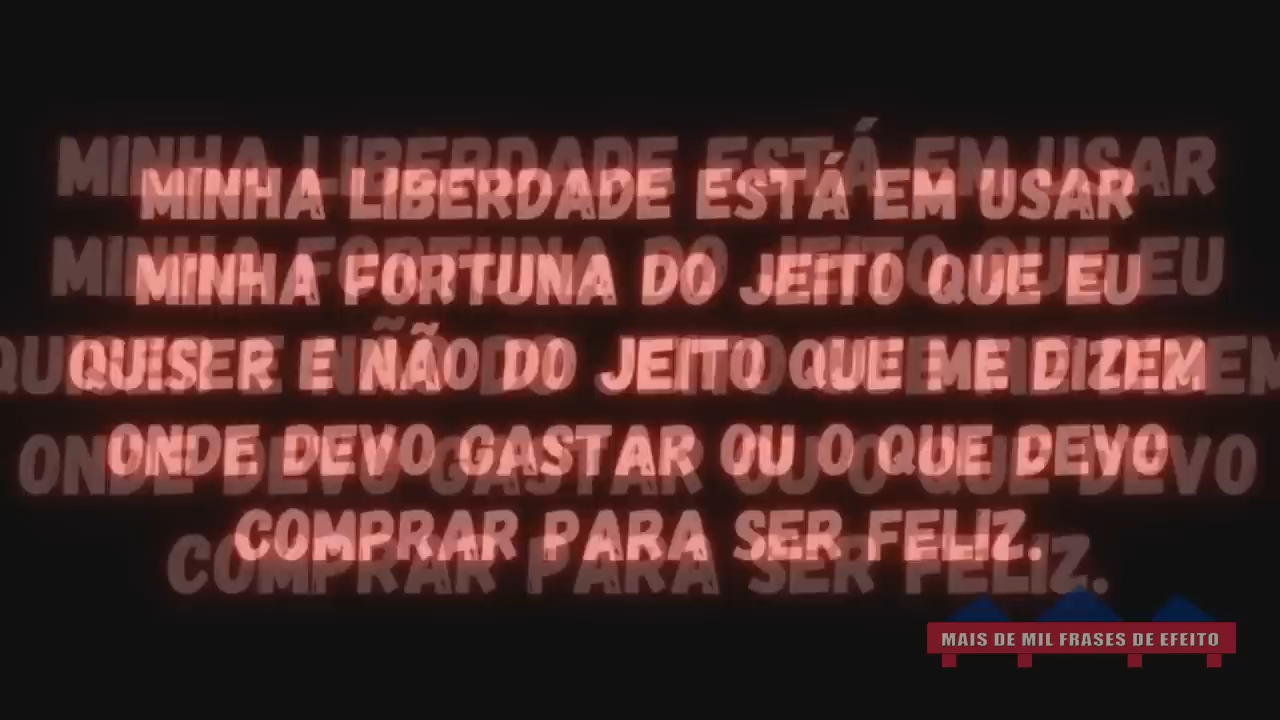 MINHA LIBERDADE ESTÁ EM USAR
MINHA FORTUNA DO JEITO QUE EU
QUISER E NÃO DO JEITO QUE ME DIZEM
ONDE DEVO GASTAR OU O QUE DEVO
COMPRAR PARA SER FELIZ.
MAIS DE MIL FRASES DE EFEITO